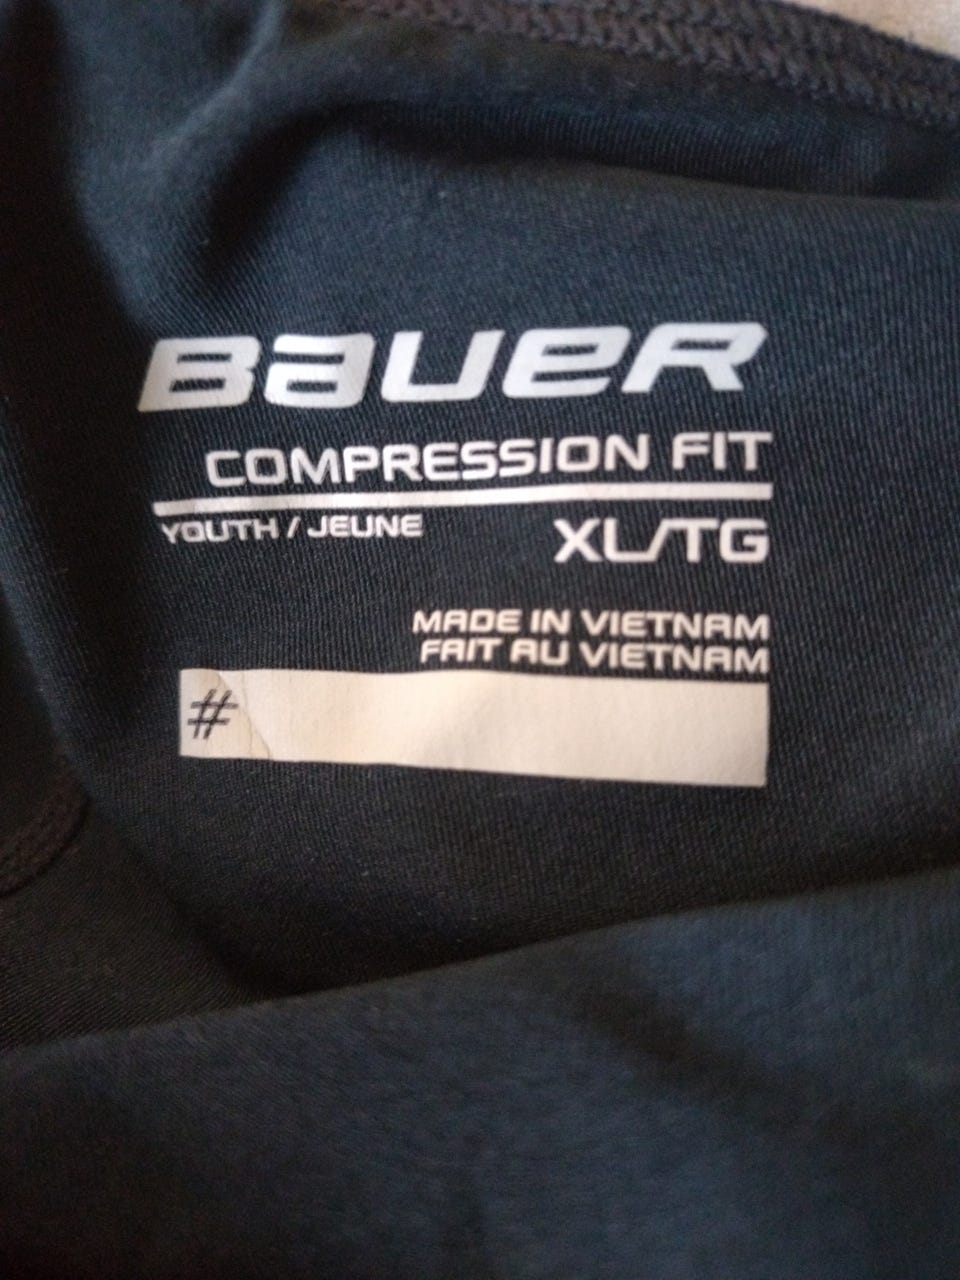 BAUER
COMPRESSION FIT
YOUTH / JEUNE XL/TG
MADE IN VIETNAM
FAIT AU VIETNAM
#